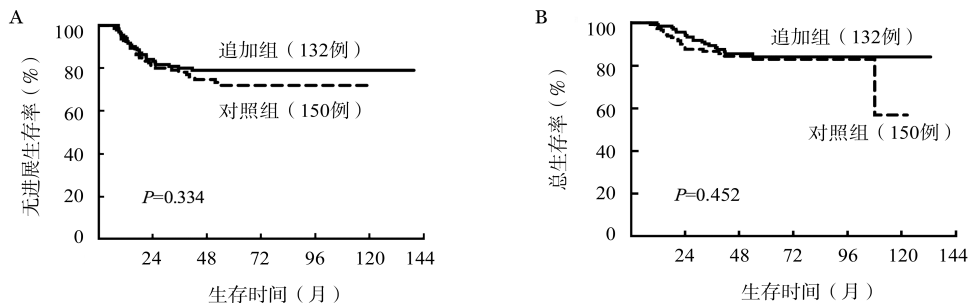 A
无进展生存率（%）
100
80
60
40
20
0
追加组（132例）
对照组（150例）
P=0.334
24 48 72 96 120 144
生存时间（月）
B
总生存率（%）
100
80
60
40
20
0
追加组（132例）
对照组（150例）
P=0.452
24 48 72 96 120 144
生存时间（月）